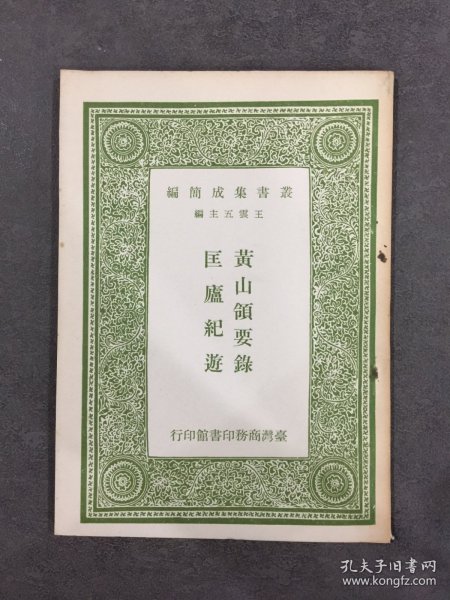 叢書集成簡編
王雲五主編
黃山領要錄
匡廬紀遊
臺灣商務印書館印行
孔夫子旧书网
www.kongfz.com